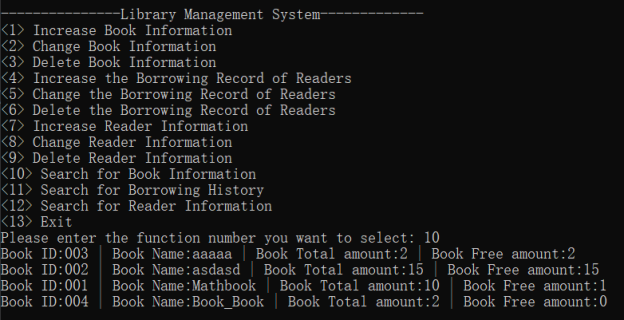 ---------------Library Management System-------------
<1> Increase Book Information
<2> Change Book Information
<3> Delete Book Information
<4> Increase the Borrowing Record of Readers
<5> Change the Borrowing Record of Readers
<6> Delete the Borrowing Record of Readers
<7> Increase Reader Information
<8> Change Reader Information
<9> Delete Reader Information
<10> Search for Book Information
<11> Search for Borrowing History
<12> Search for Reader Information
<13> Exit
Please enter the function number you want to select: 10
Book ID:003 | Book Name:aaaaa | Book Total amount:2 | Book Free amount:2
Book ID:002 | Book Name:asdasd | Book Total amount:15 | Book Free amount:15
Book ID:001 | Book Name:Mathbook | Book Total amount:10 | Book Free amount:1
Book ID:004 | Book Name:Book_Book | Book Total amount:2 | Book Free amount:0